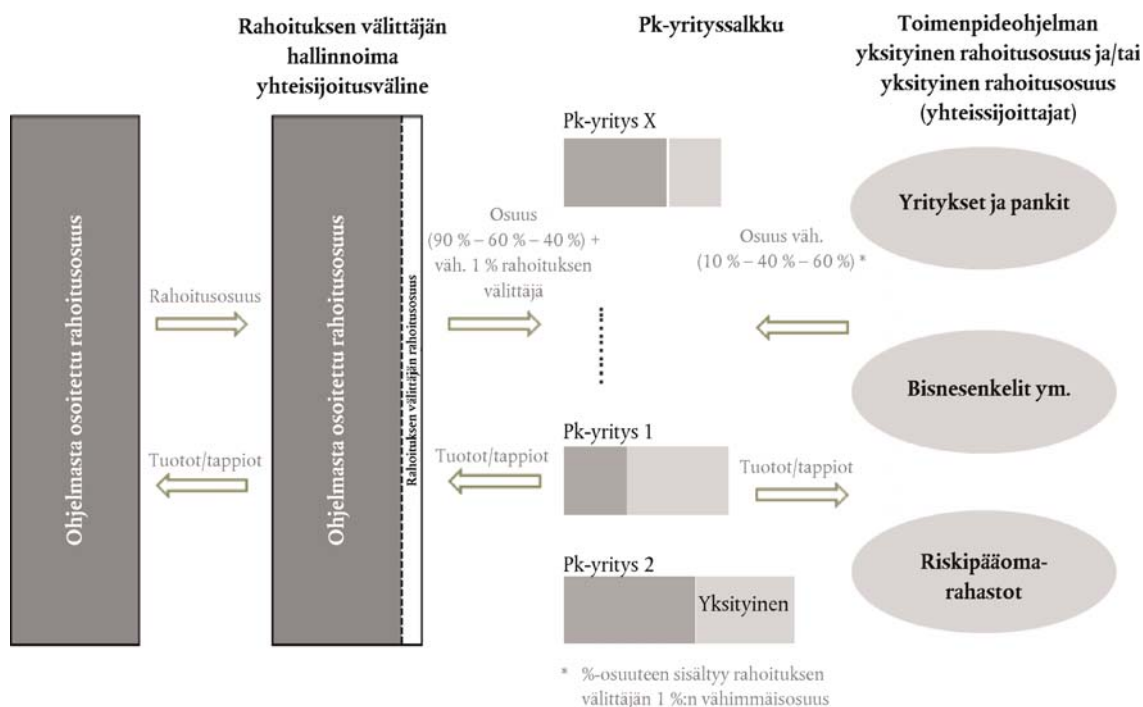 Rahoituksen välittäjän
hallinnoima
yhteisijoitusväline
Pk-yrityssalkku
Toimenpideohjelman
yksityinen rahoitusosuus ja/tai
yksityinen rahoitusosuus
(yhteissijoittajat)
Ohjelmasta osoitettu rahoitusosuus
Rahoitusosuus
Tuotot/tappiot
Ohjelmasta osoitettu rahoitusosuus
Rahoituksen välittäjän rahoitusosuus
Osuus
(90 % – 60 % – 40 %) +
väh. 1 % rahoituksen
välittäjä
Tuotot/tappiot
Pk-yritys X
Pk-yritys 1
Pk-yritys 2
Yksityinen
Osuus väh.
(10 % – 40 % – 60 %) *
Tuotot/tappiot
Yritykset ja pankit
Bisnesenkelit ym.
Riskipääoma-
rahastot
* %-osuuteen sisältyy rahoituksen
välittäjän 1 %:n vähimmäisosuus